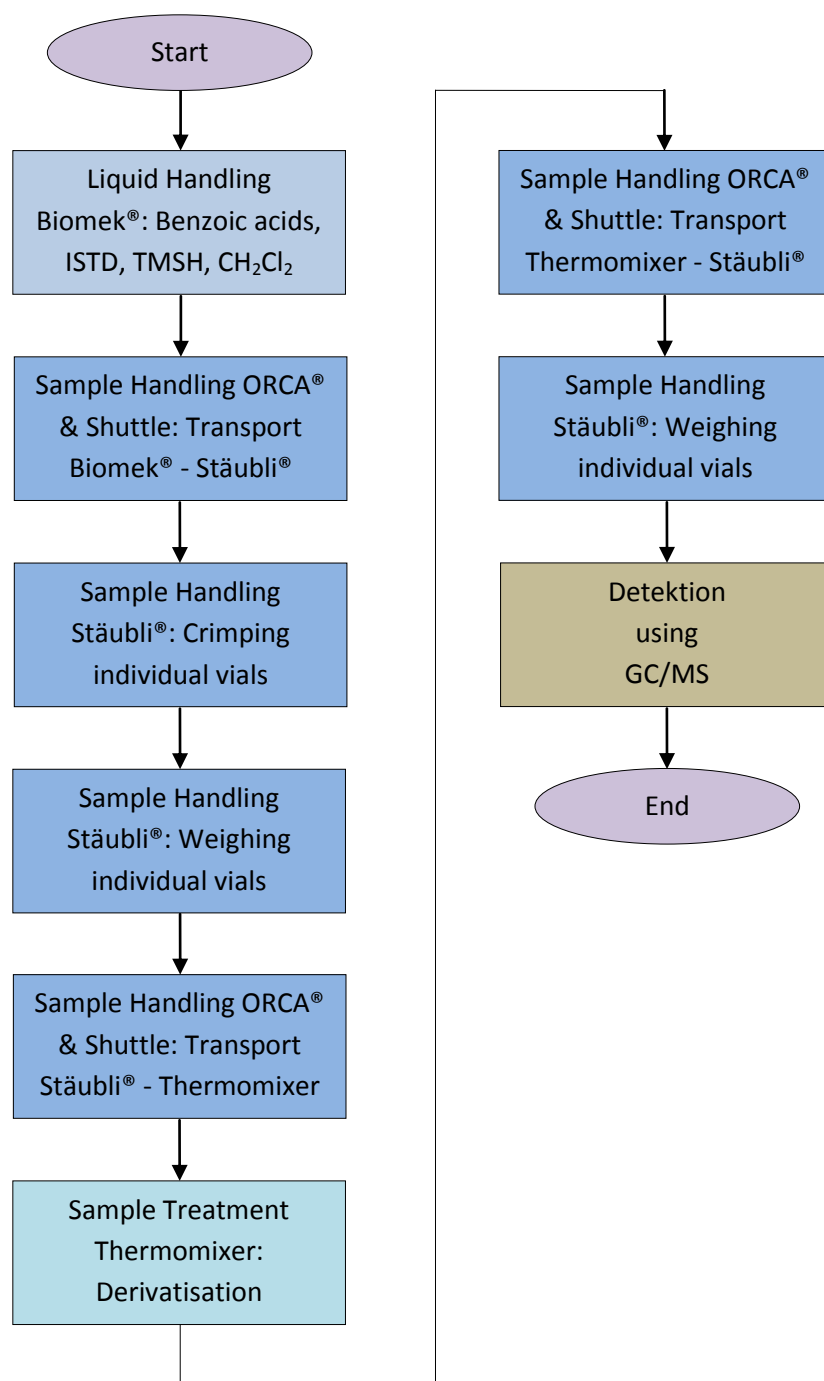 Start
Liquid Handling
Biomek®: Benzoic acids,
ISTD, TMSH, CH₂Cl₂
Sample Handling ORCA®
& Shuttle: Transport
Biomek® - Stäubli®
Sample Handling
Stäubli®: Crimping
individual vials
Sample Handling
Stäubli®: Weighing
individual vials
Sample Handling ORCA®
& Shuttle: Transport
Stäubli® - Thermomixer
Sample Treatment
Thermomixer:
Derivatisation
Sample Handling ORCA®
& Shuttle: Transport
Thermomixer - Stäubli®
Sample Handling
Stäubli®: Weighing
individual vials
Detektion
using
GC/MS
End